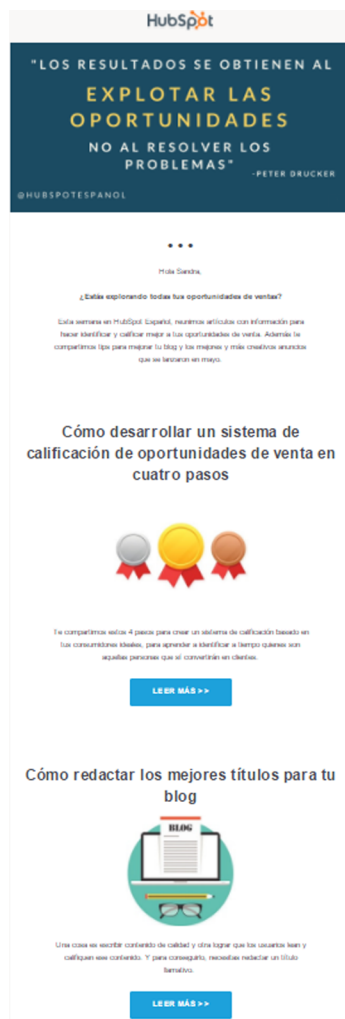 HubSpot
"LOS RESULTADOS SE OBTIENEN AL
EXPLOTAR LAS
OPORTUNIDADES
NO AL RESOLVER LOS
PROBLEMAS"
-PETER DRUCKER
@HUBSPOTESPANOL
Hola Sandra,
¿Estás explorando todas tus oportunidades de ventas?
Esta semana en HubSpot Español, reunimos artículos con información para
hacer identificar y calificar mejor a tus oportunidades de venta. Además te
compartimos tips para mejorar tu blog y los mejores y más creativos anuncios
que se lanzaron en mayo.
Cómo desarrollar un sistema de
calificación de oportunidades de venta en
cuatro pasos
Te compartimos estos 4 pasos para crear un sistema de calificación basado en
tus consumidores ideales, para aprender a identificar a tiempo quienes son
aquellas personas que sí convertirán en clientes.
LEER MÁS >>
Cómo redactar los mejores títulos para tu
blog
BLOG
Una cosa es escribir contenido de calidad y otra lograr que los usuarios lean y
califiquen ese contenido. Y para conseguirlo, necesitas redactar un título
llamativo.
LEER MÁS >>